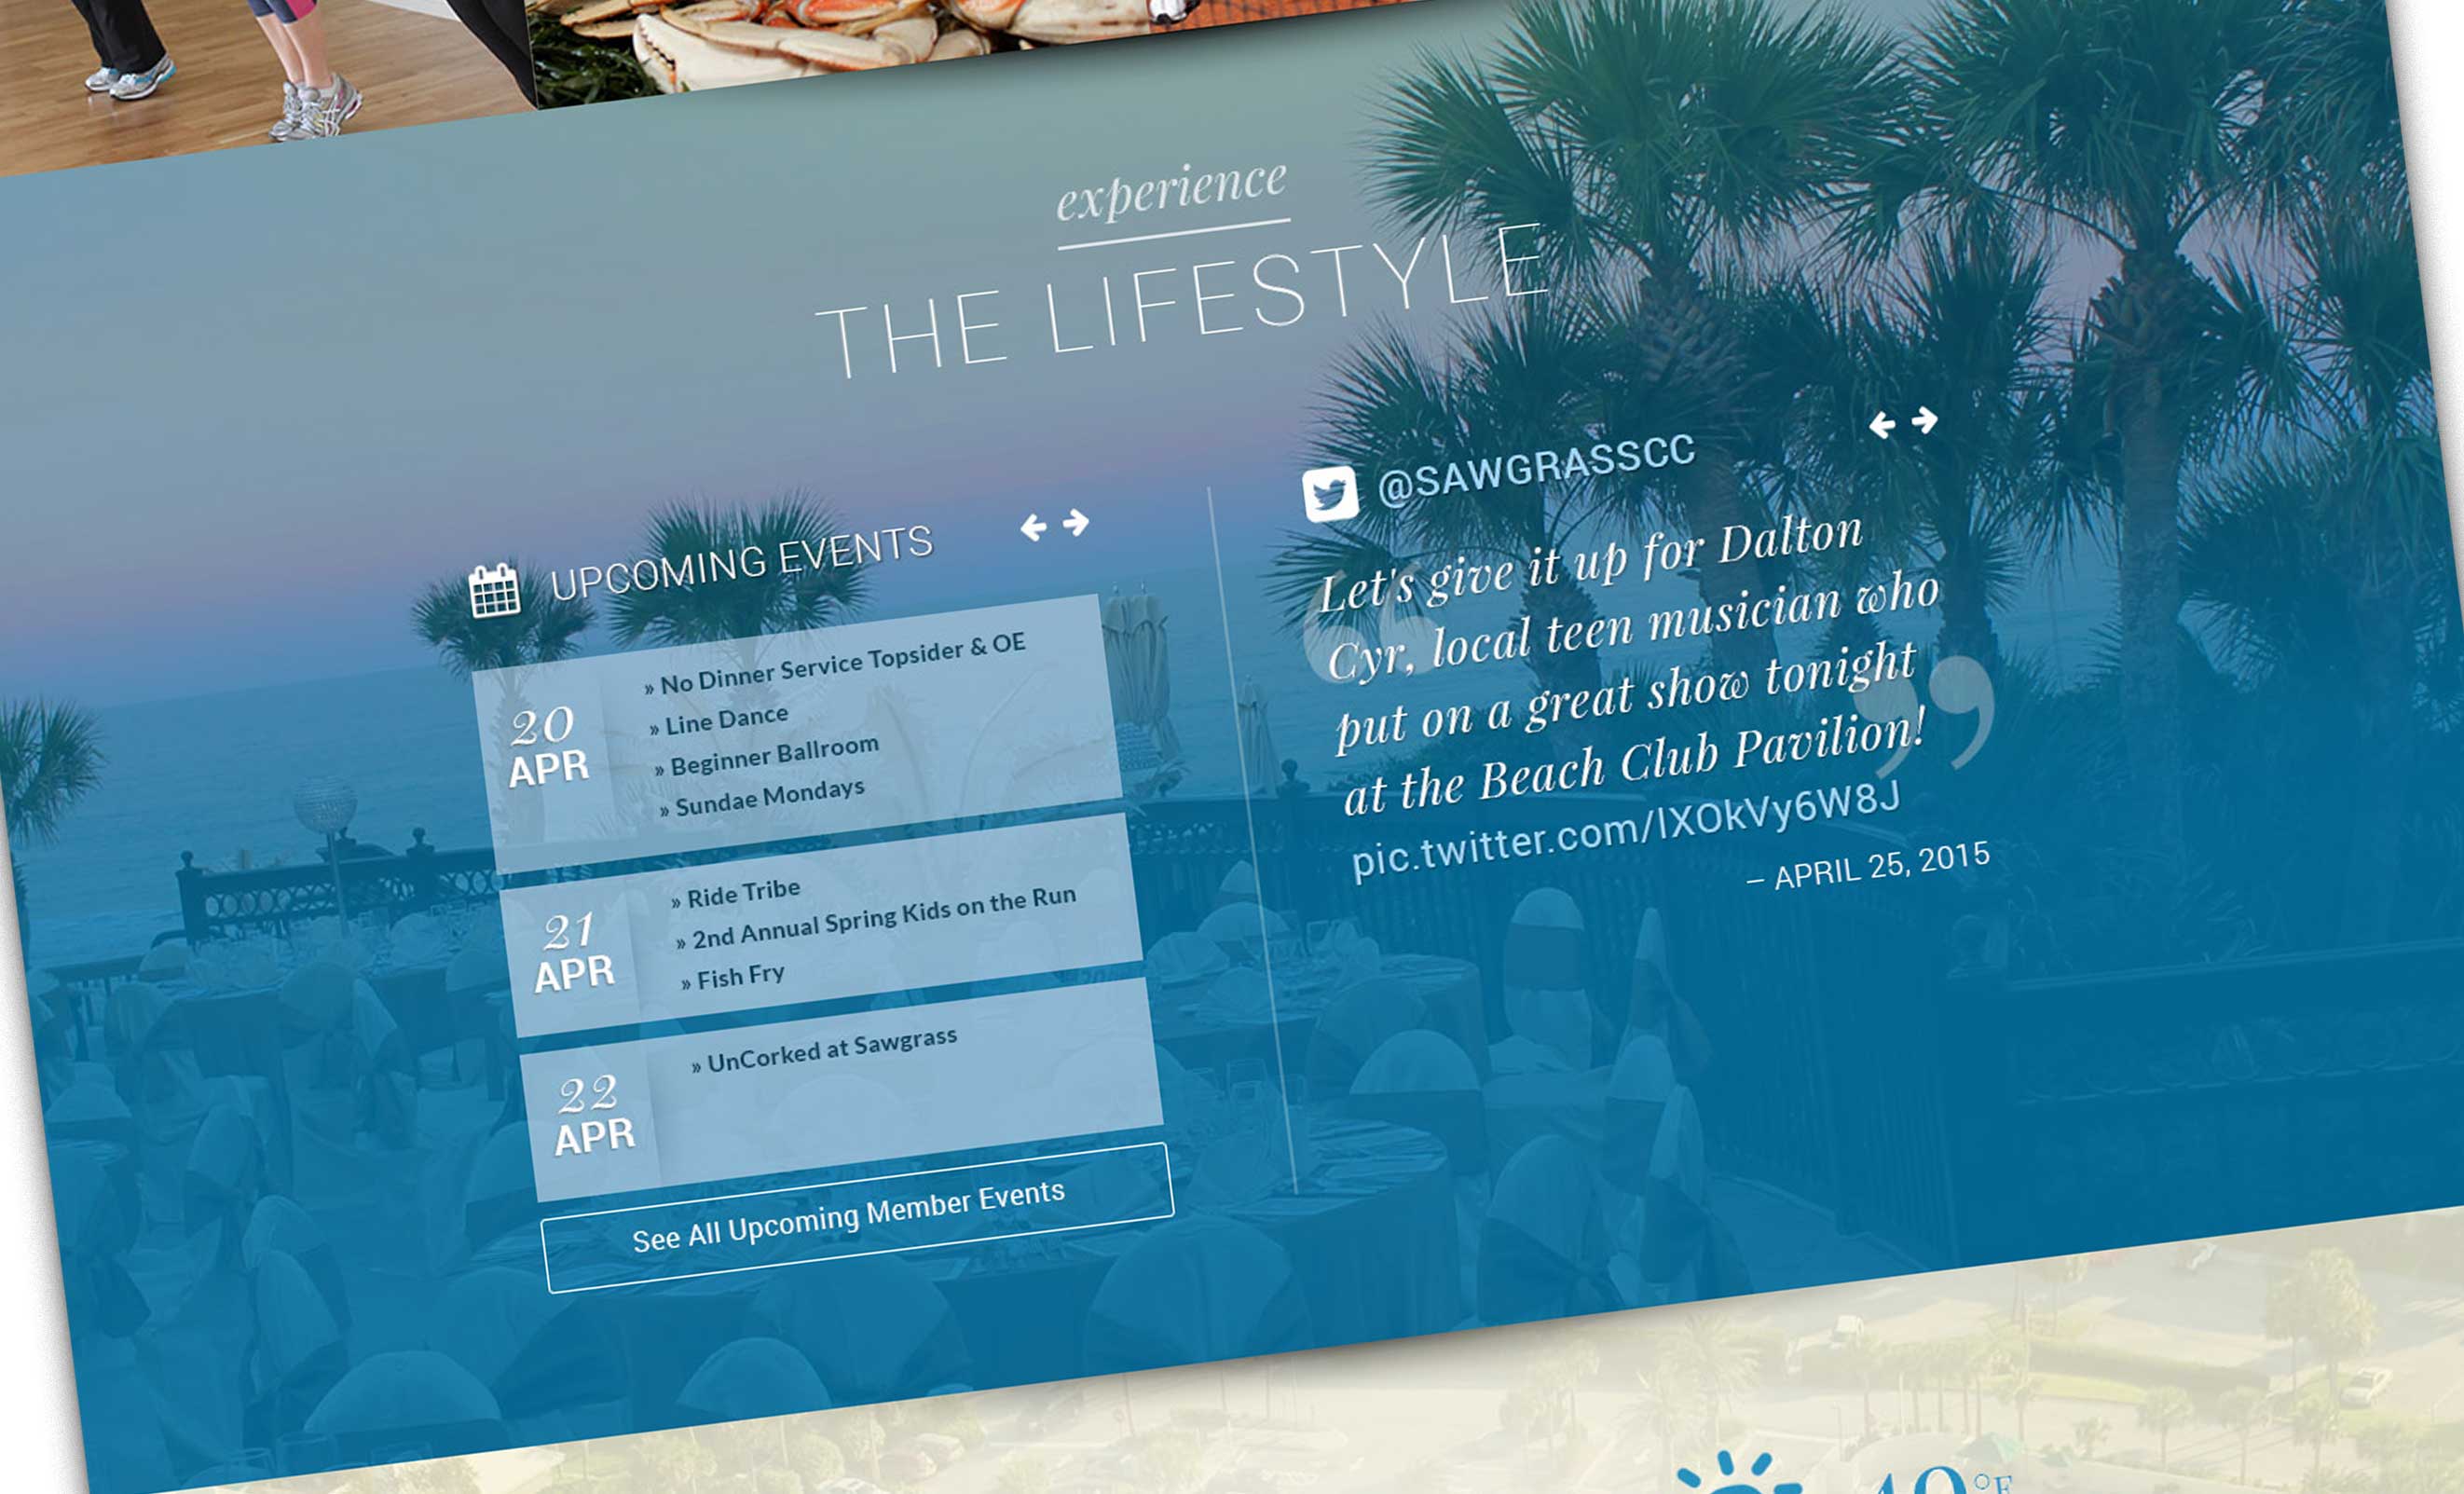 experience
THE LIFESTYLE
UPCOMING EVENTS
20
APR
» No Dinner Service Topsider & OE
» Line Dance
» Beginner Ballroom
» Sundae Mondays
21
APR
» Ride Tribe
» 2nd Annual Spring Kids on the Run
» Fish Fry
22
APR
» UnCorked at Sawgrass
See All Upcoming Member Events
@SAWGRASSCC
“
Let's give it up for Dalton
Cyr, local teen musician who
put on a great show tonight
at the Beach Club Pavilion!
”
pic.twitter.com/lXOkVy6W8J
– APRIL 25, 2015
°F